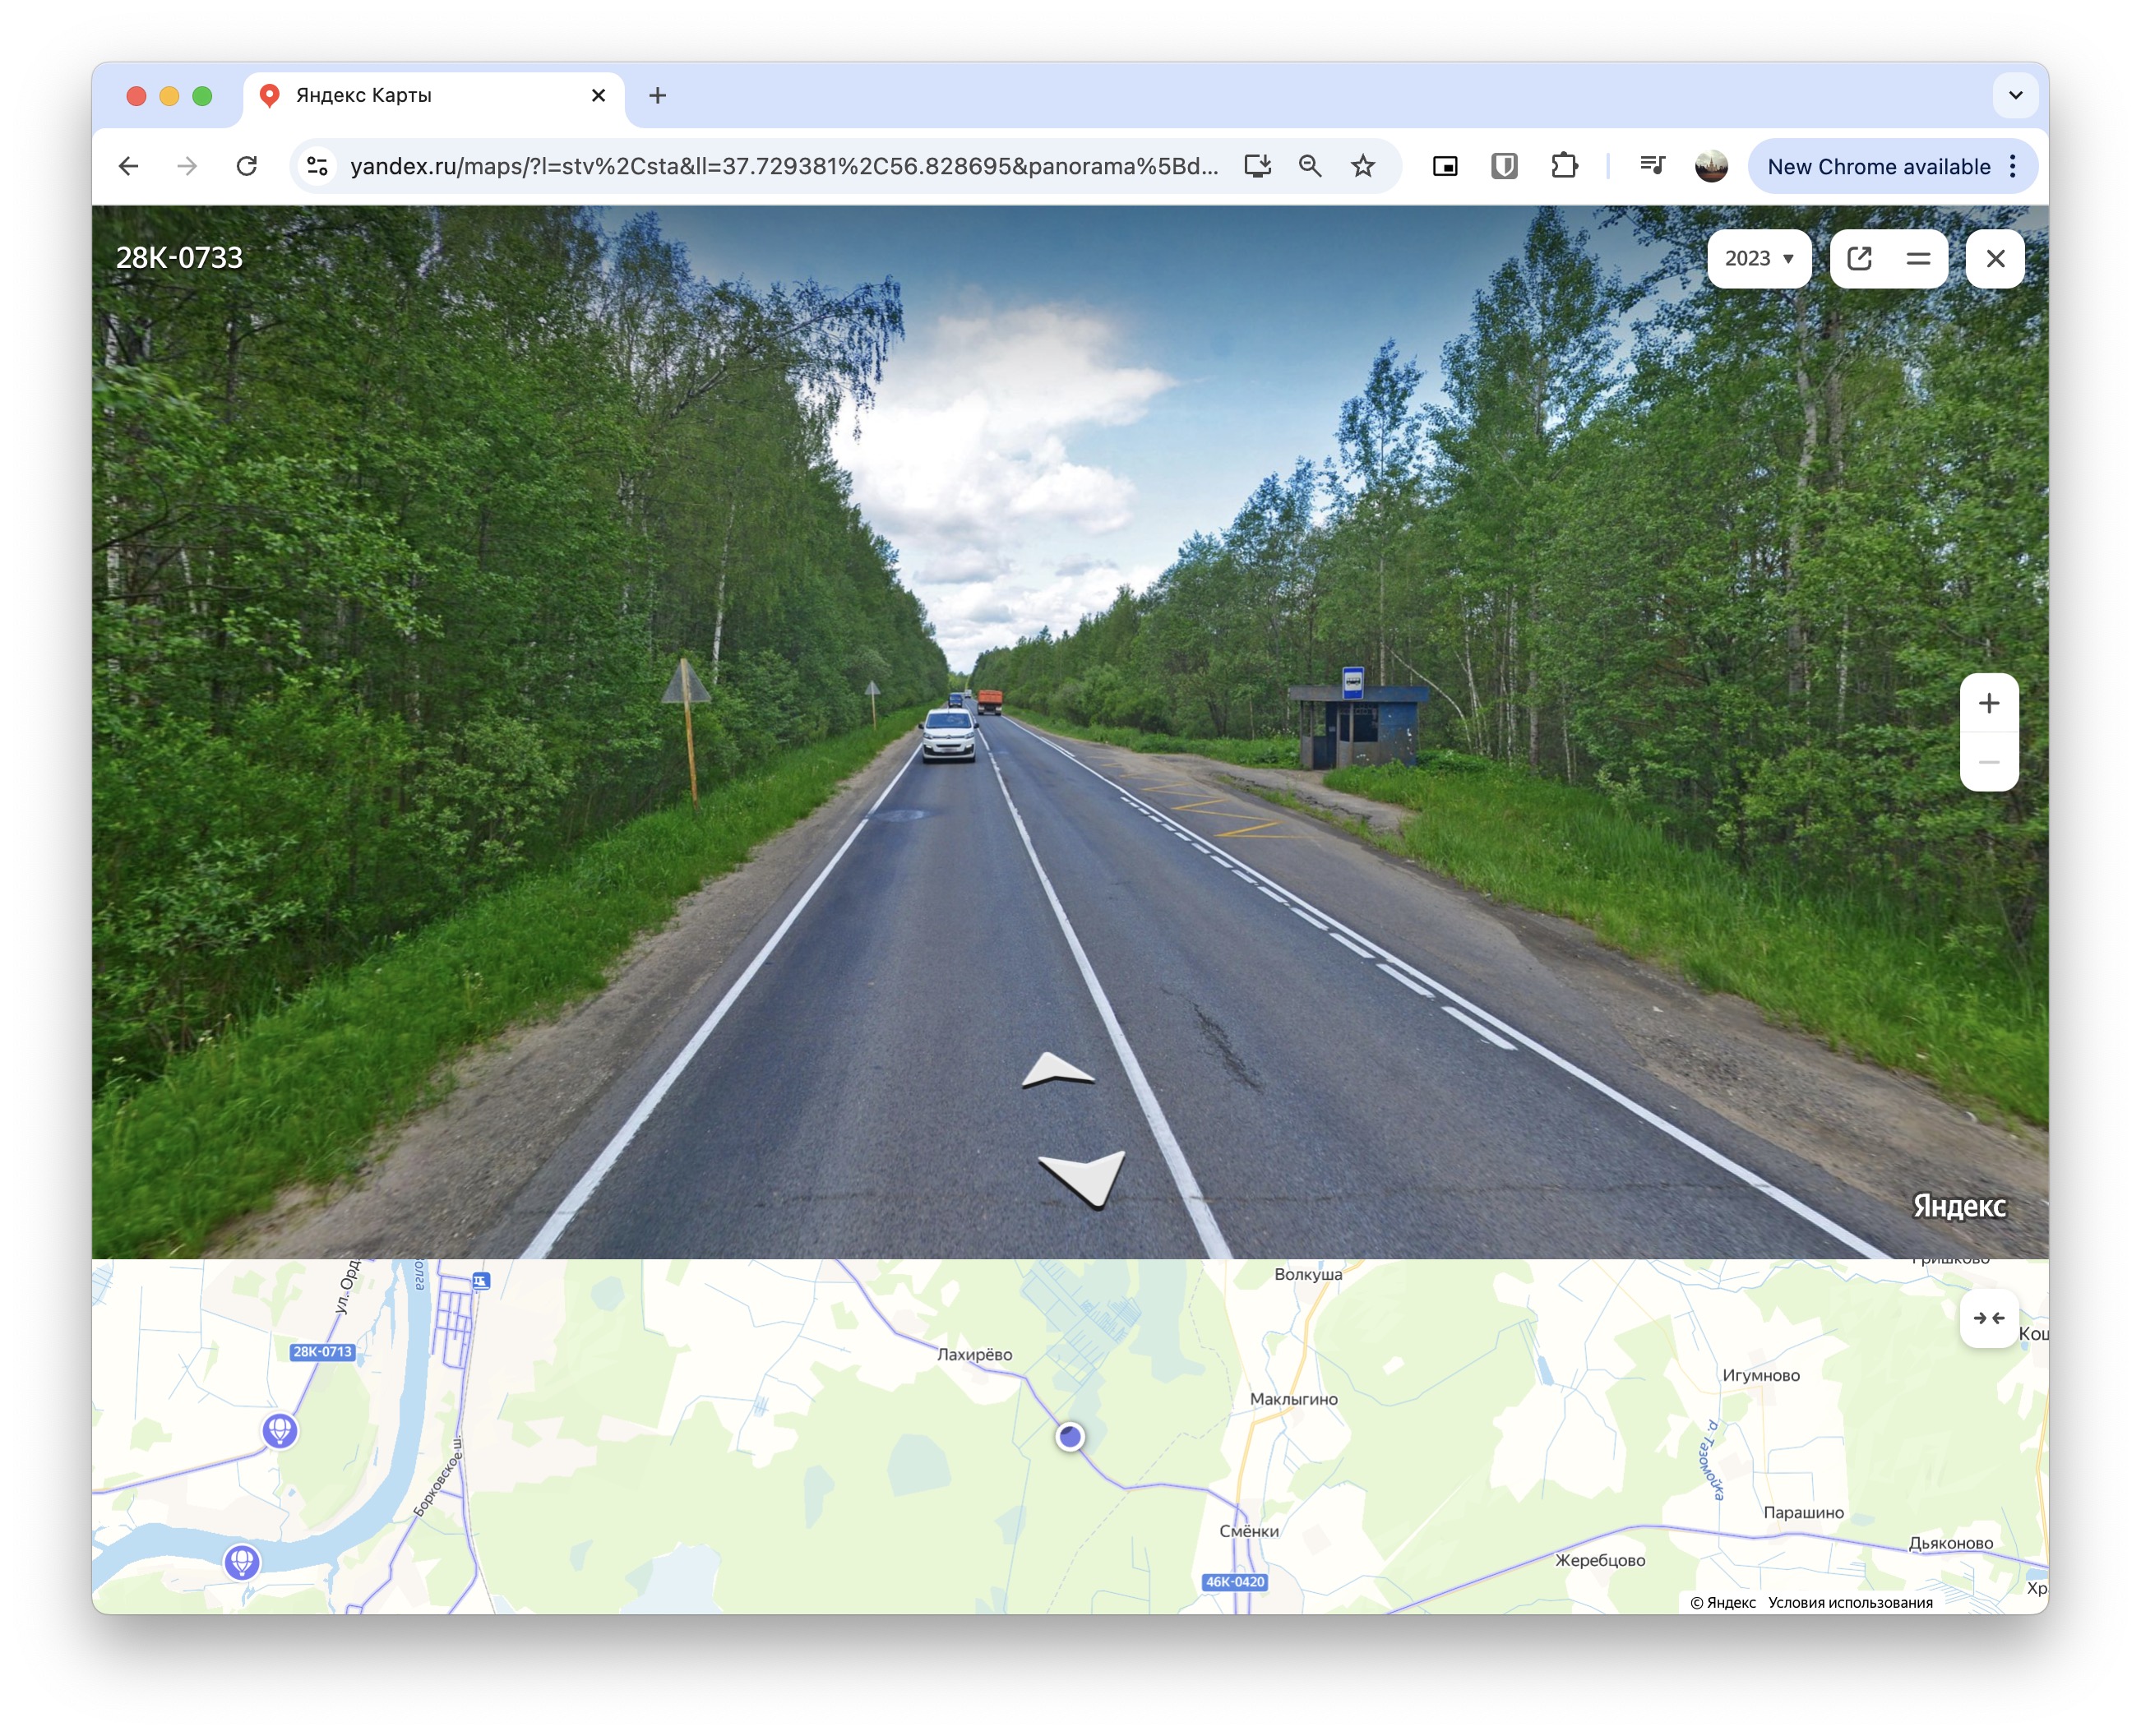 Яндекс Карты
yandex.ru/maps/?l=stv%2Csta&ll=37.729381%2C56.828695&panorama%5Bd...
New Chrome available
28К-0733
2023
Яндекс
ул. Орд
олга
Волкуша
Гришково
28К-0713
Лахирёво
Кош
Игумново
Маклыгино
р. Тазомойка
Борковское ш.
Парашино
Смёнки
Дьяконово
Жеребцово
46К-0420
Хр
© Яндекс Условия использования